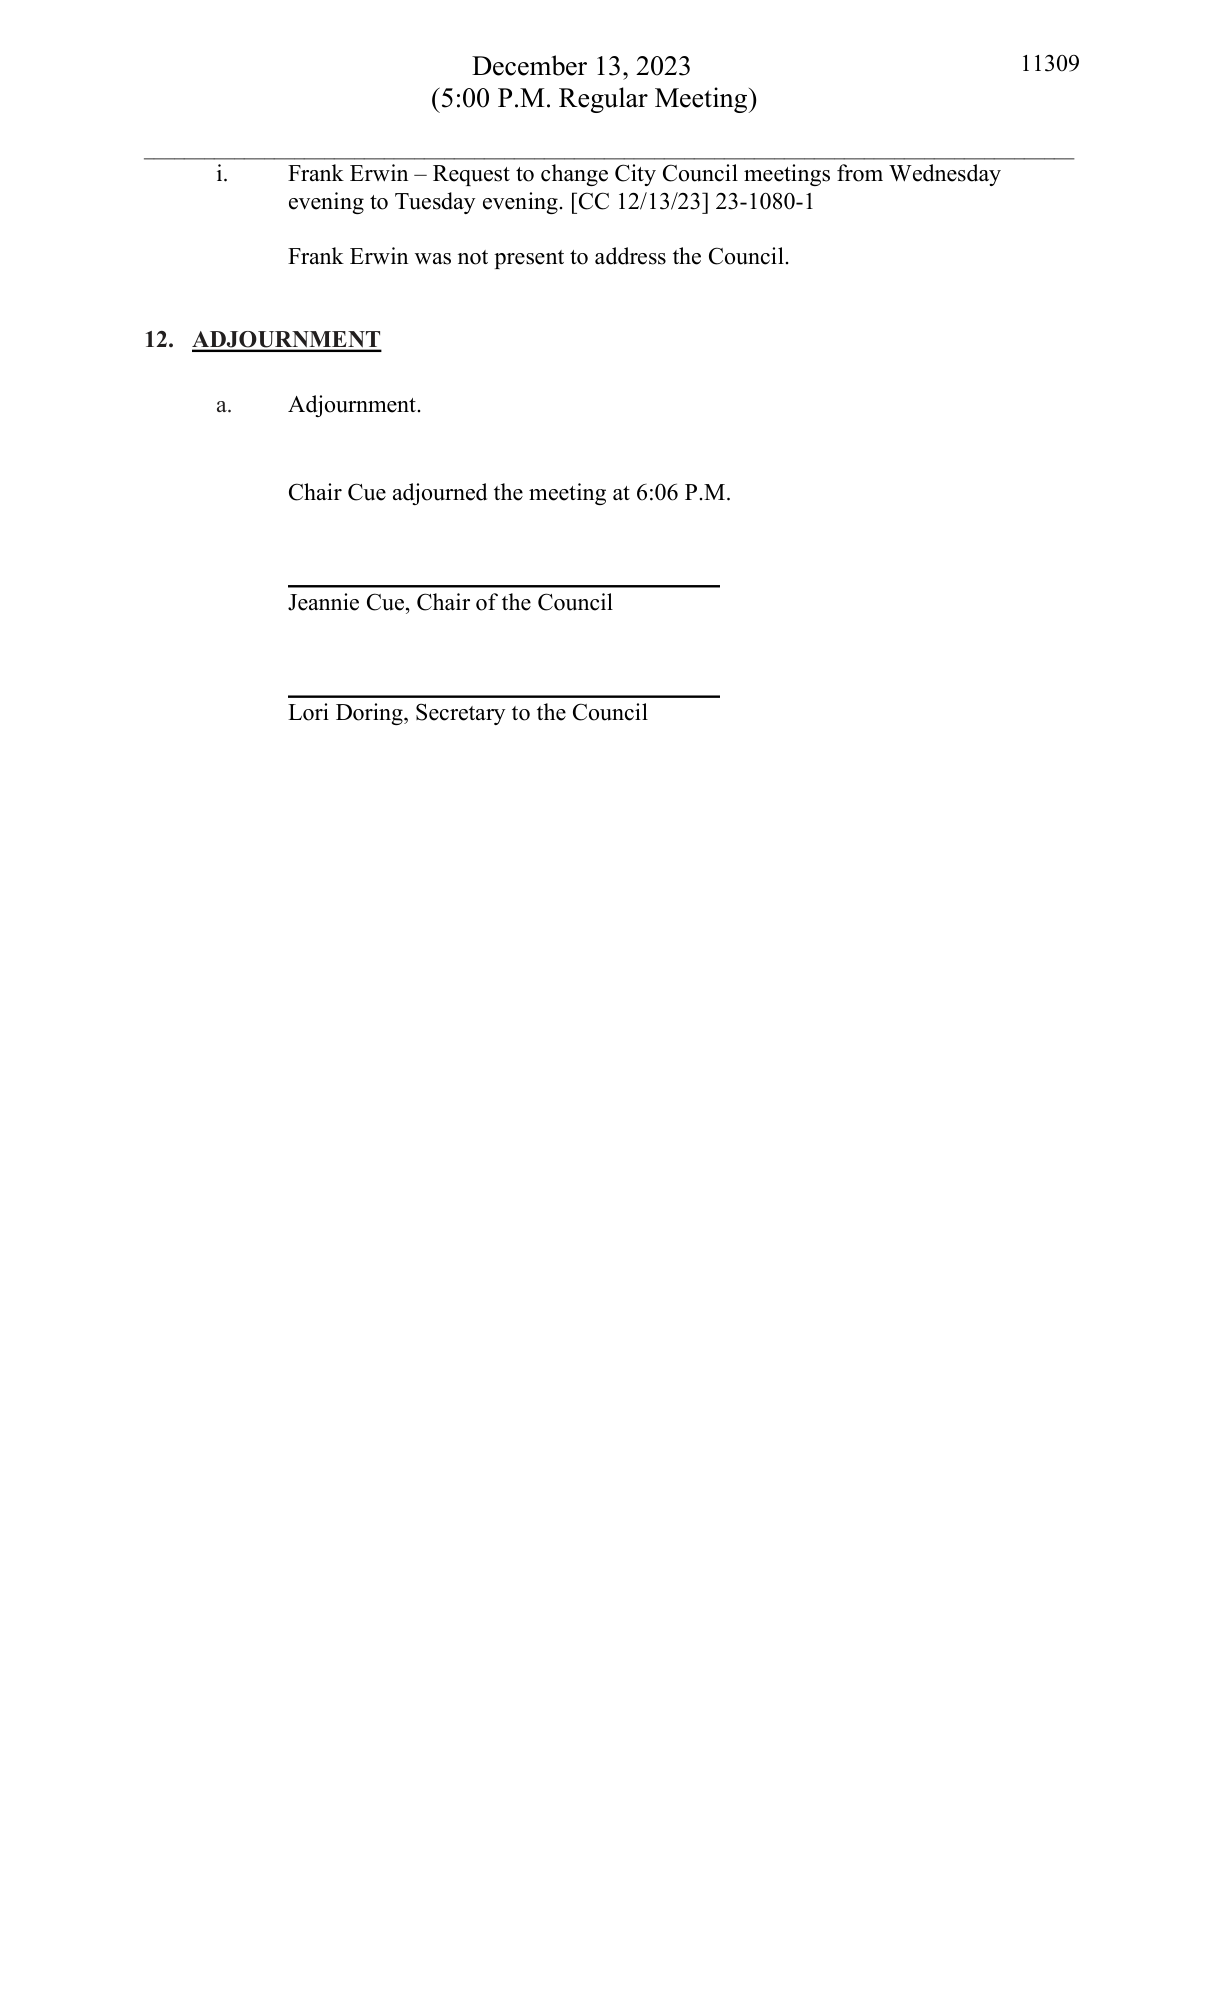 December 13, 2023
(5:00 P.M. Regular Meeting)
11309
i. Frank Erwin – Request to change City Council meetings from Wednesday
evening to Tuesday evening. [CC 12/13/23] 23-1080-1
Frank Erwin was not present to address the Council.
12. ADJOURNMENT
a. Adjournment.
Chair Cue adjourned the meeting at 6:06 P.M.
Jeannie Cue, Chair of the Council
Lori Doring, Secretary to the Council